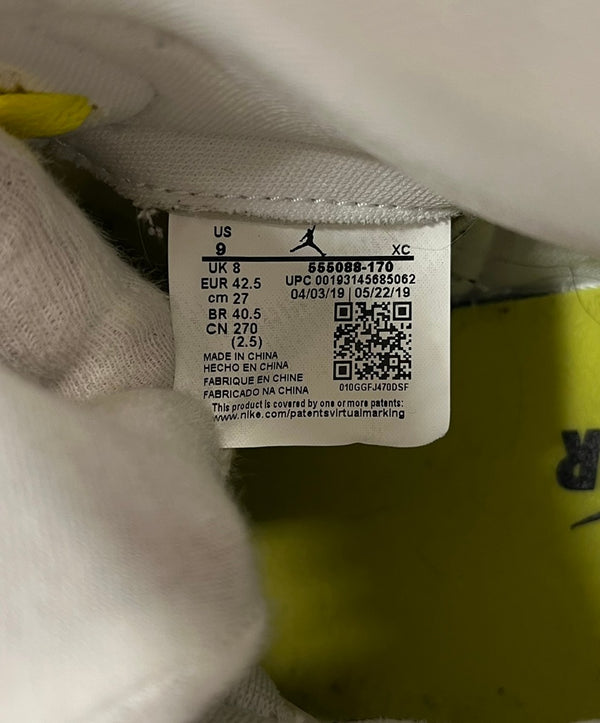 US
9
XC
UK 8
555088-170
EUR 42.5
UPC 00193145685062
cm 27
04/03/19 | 05/22/19
BR 40.5
CN 270
(2.5)
MADE IN CHINA
HECHO EN CHINA
FABRIQUE EN CHINE
FABRICADO NA CHINA
010GGFJ470DSF
This product is covered by one or more patents:
www.nike.com/patentsvirtualmarking
R